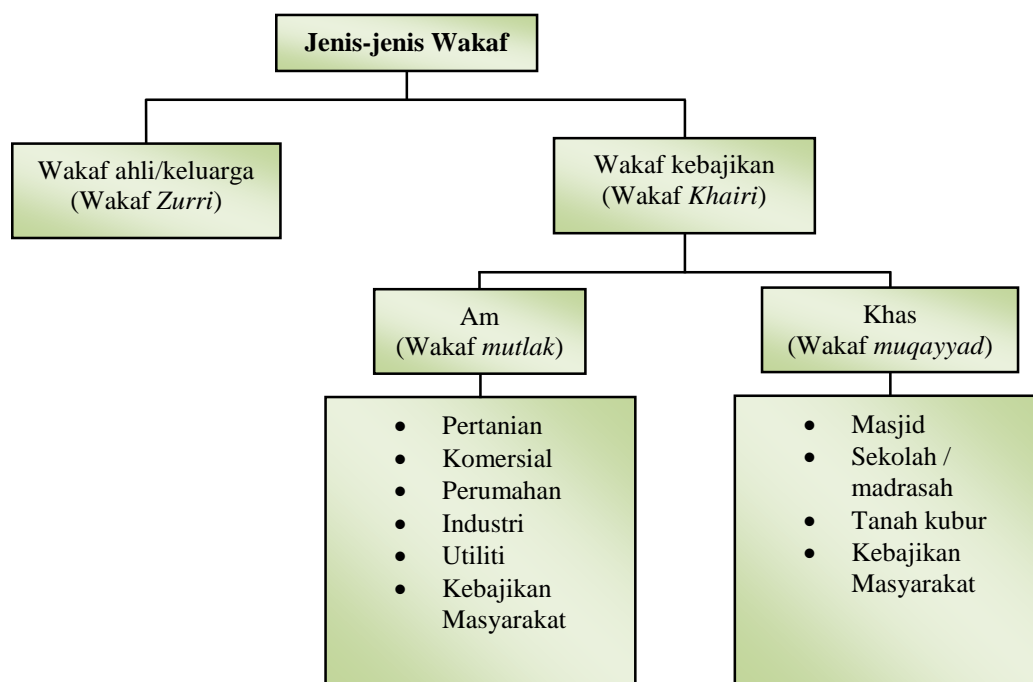 Jenis-jenis Wakaf
Wakaf ahli/keluarga
(Wakaf Zurri)
Wakaf kebajikan
(Wakaf Khairi)
Am
(Wakaf mutlak)
Khas
(Wakaf muqayyad)
• Pertanian
• Komersial
• Perumahan
• Industri
• Utiliti
• Kebajikan
Masyarakat
• Masjid
• Sekolah /
madrasah
• Tanah kubur
• Kebajikan
Masyarakat